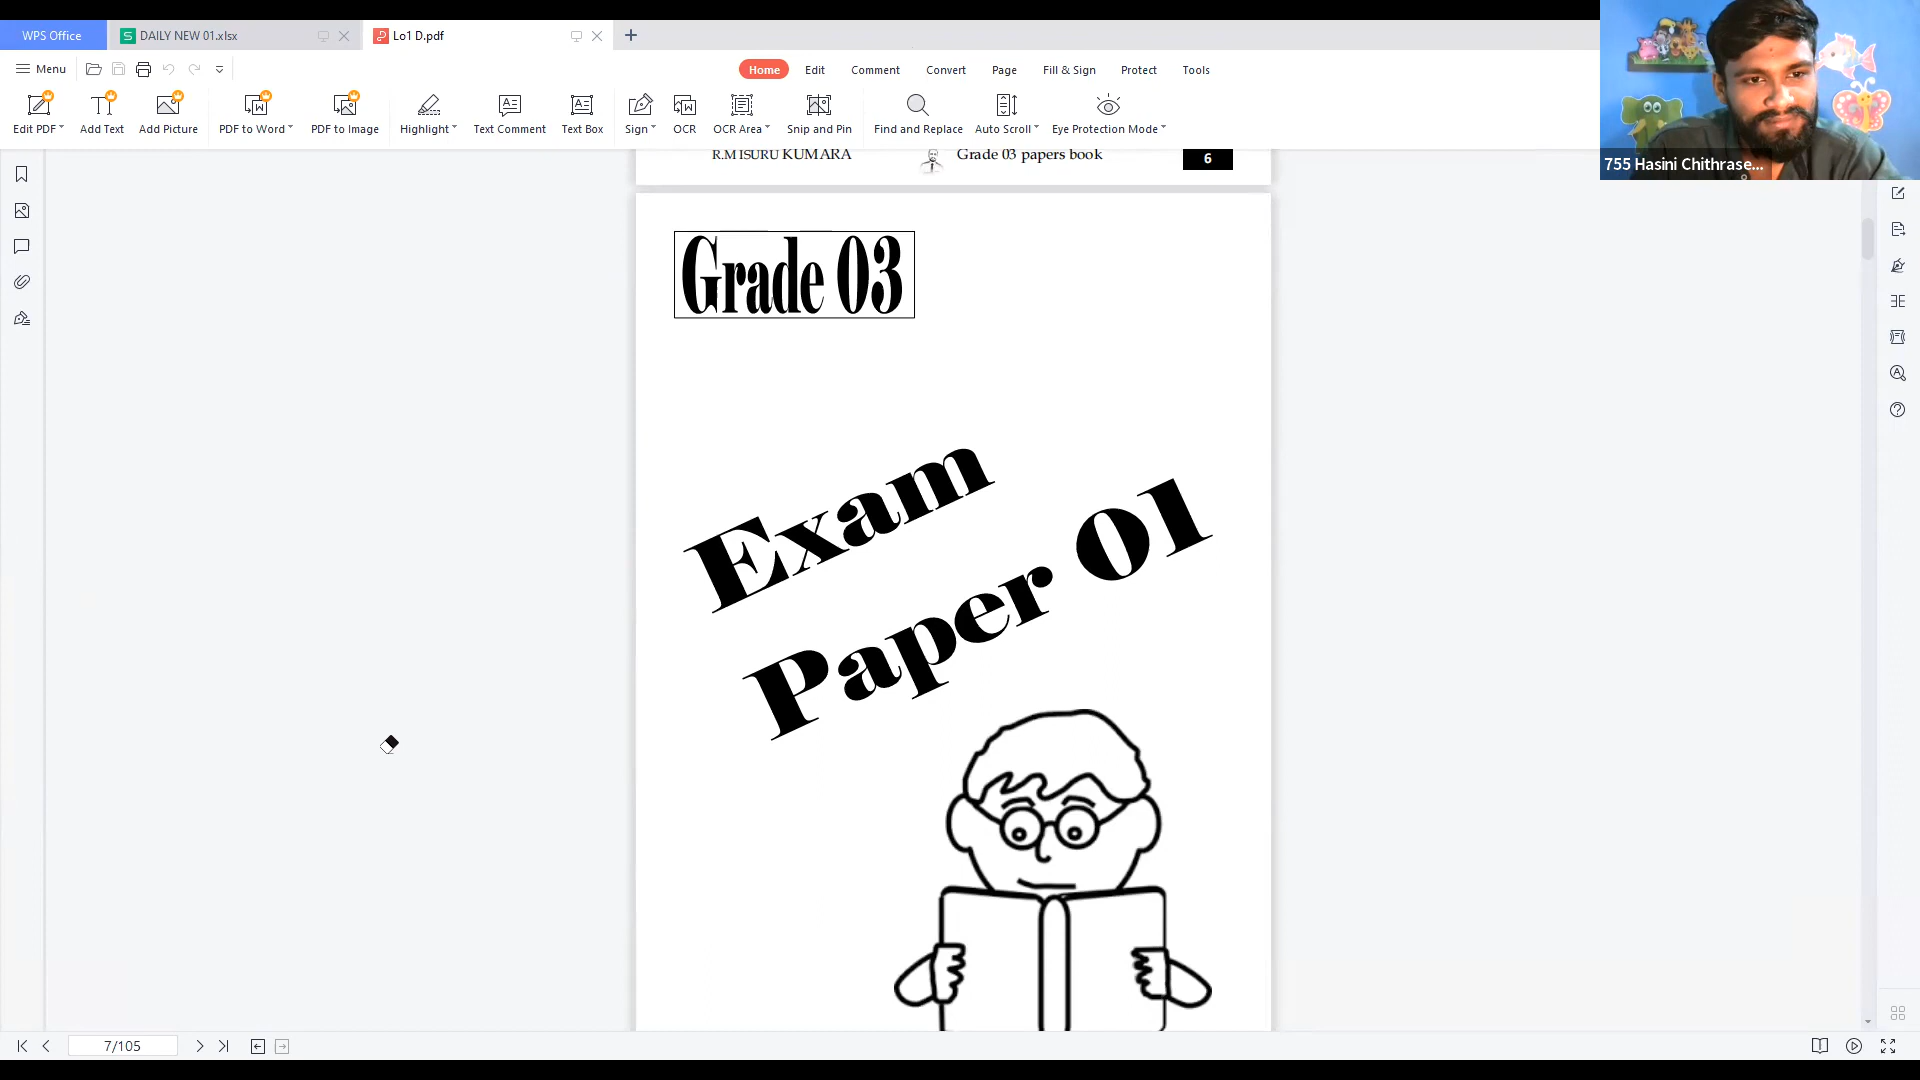 WPS Office
DAILY NEW 01.xlsx
Lo1 D.pdf
Menu
Home Edit Comment Convert Page Fill & Sign Protect Tools
Edit PDF Add Text Add Picture PDF to Word PDF to Image Highlight Text Comment Text Box Sign OCR OCR Area Snip and Pin Find and Replace Auto Scroll Eye Protection Mode
755 Hasini Chithrase...
R.M ISURU KUMARA Grade 03 papers book 6
Grade 03
Exam
Paper 01
7/105